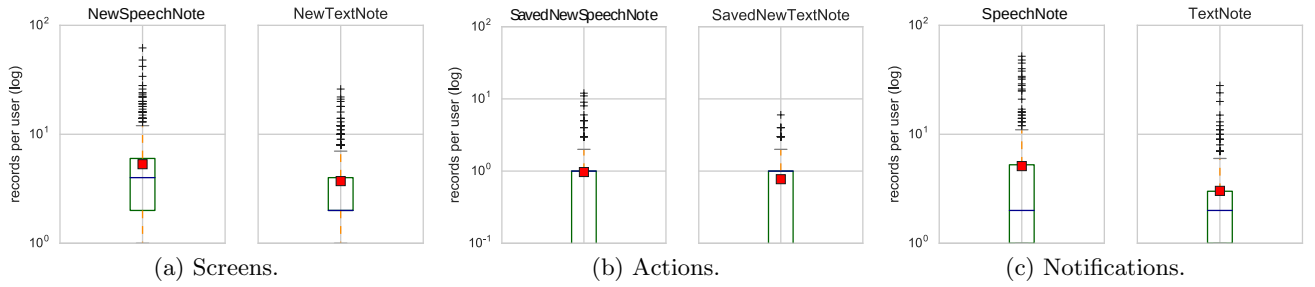 NewSpeechNote NewTextNote SavedNewSpeechNote SavedNewTextNote SpeechNote TextNote
10² 10² 10²
records per user (log) records per user (log) records per user (log)
10¹ 10¹ 10¹
10⁰ 10⁰ 10⁰
10⁻¹
(a) Screens. (b) Actions. (c) Notifications.